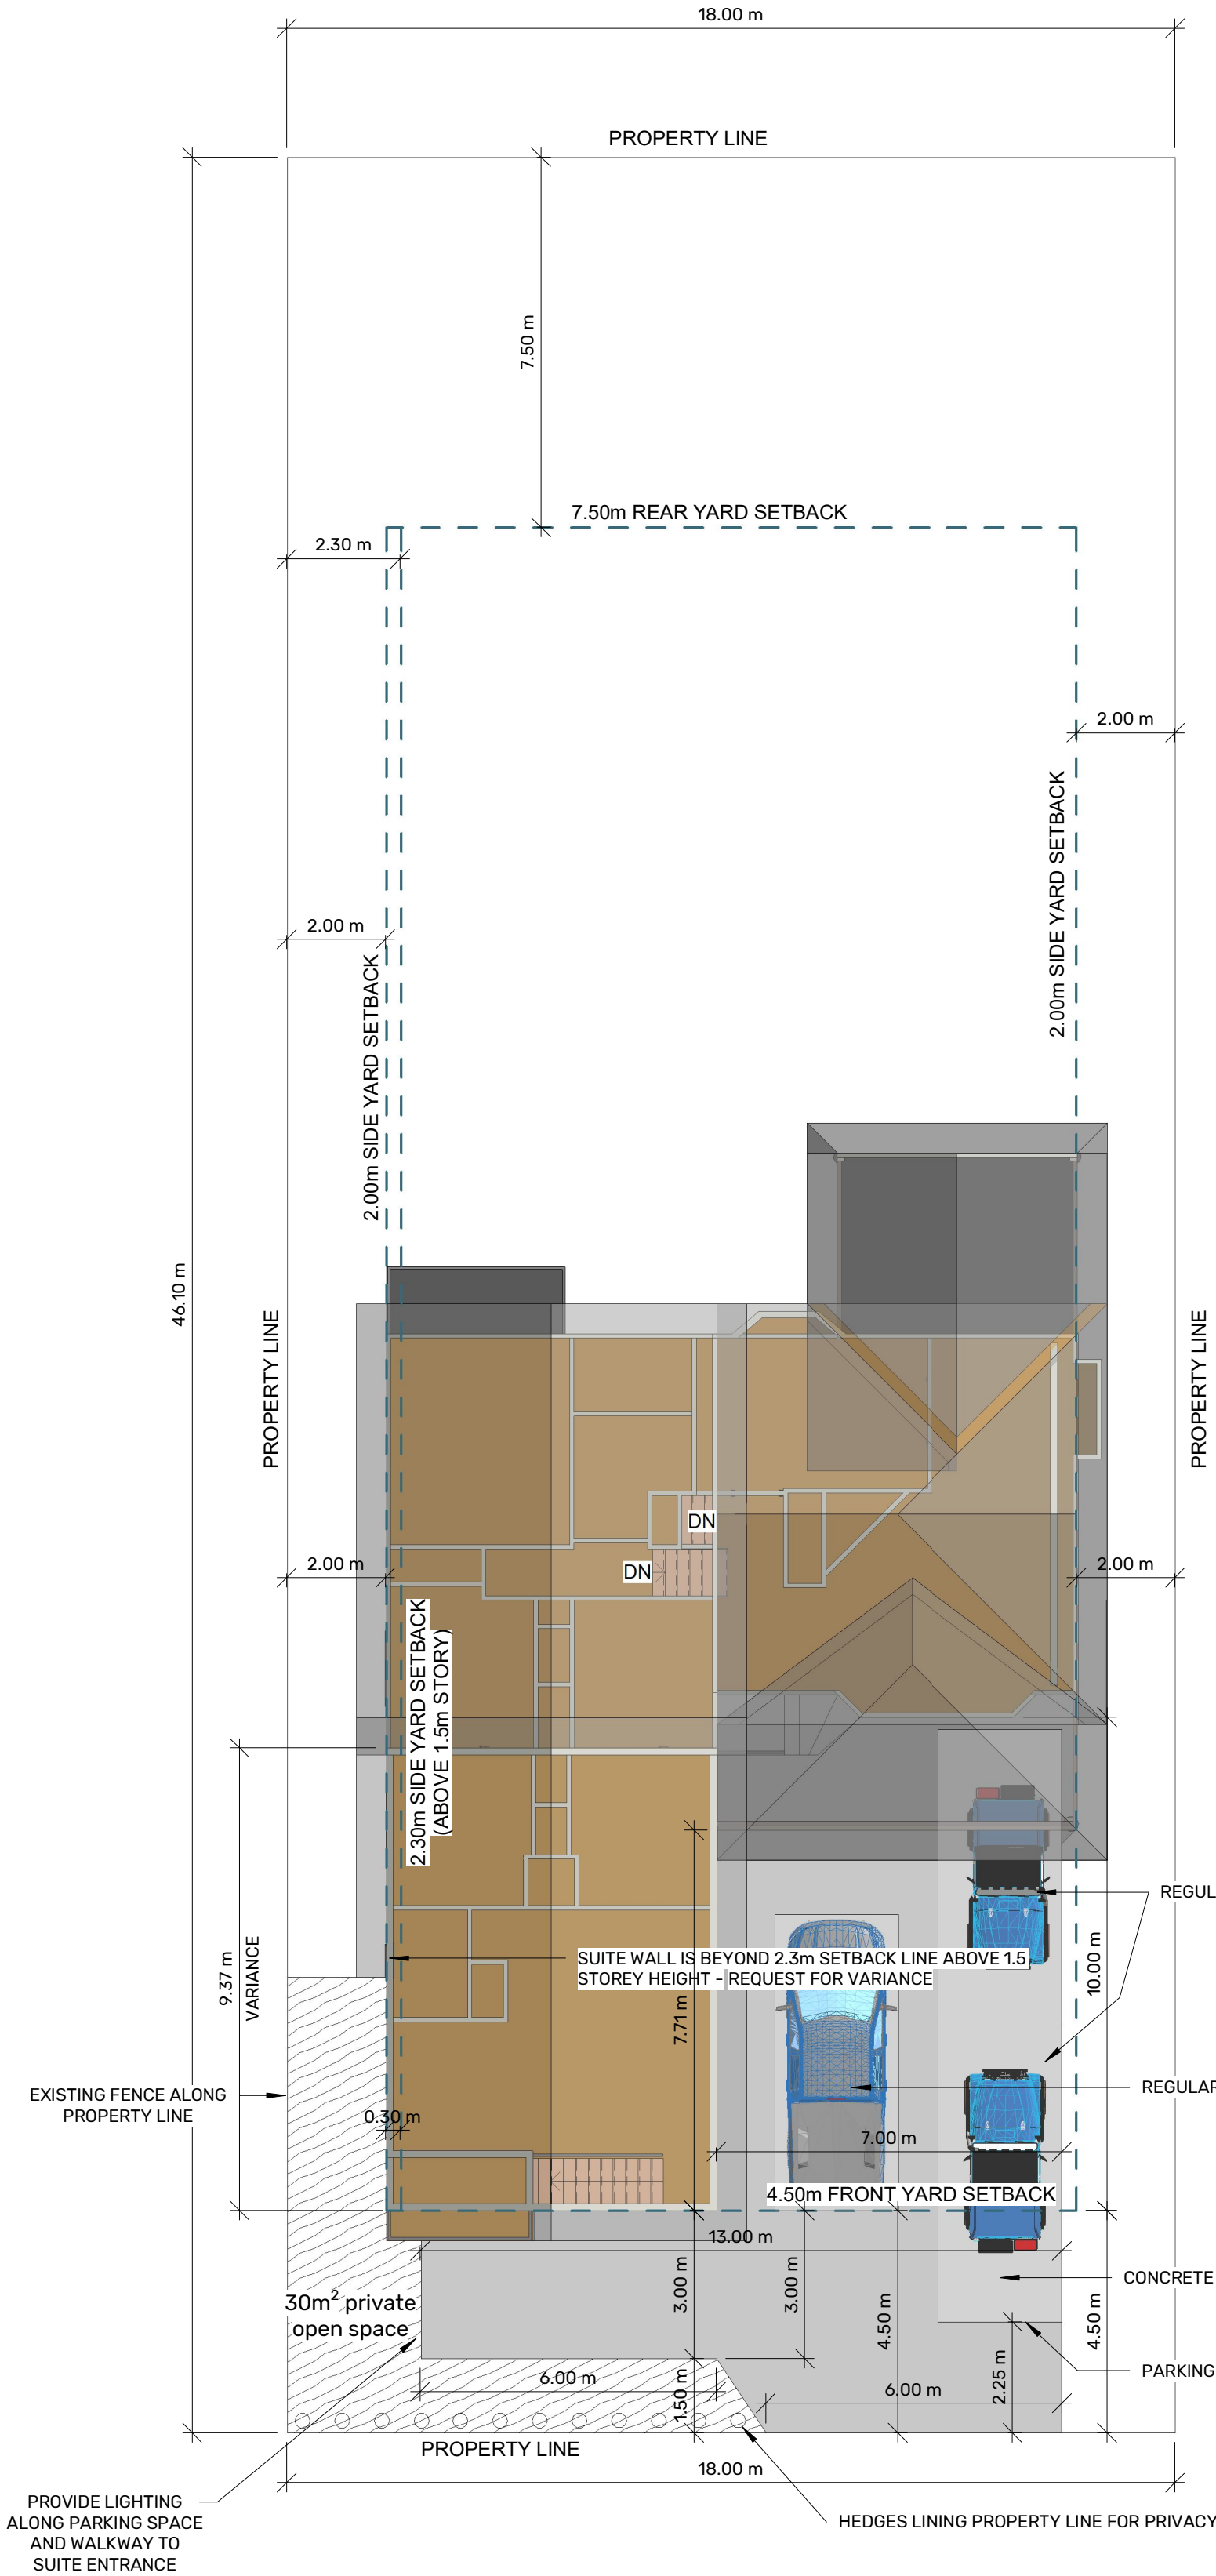 18.00 m
PROPERTY LINE
7.50 m
7.50m REAR YARD SETBACK
2.30 m
2.00 m
2.00m SIDE YARD SETBACK
2.00 m
2.00m SIDE YARD SETBACK
46.10 m
PROPERTY LINE
PROPERTY LINE
DN
DN
2.00 m
2.00 m
2.30m SIDE YARD SETBACK
(ABOVE 1.5m STORY)
9.37 m
VARIANCE
SUITE WALL IS BEYOND 2.3m SETBACK LINE ABOVE 1.5
STOREY HEIGHT - REQUEST FOR VARIANCE
7.71 m
10.00 m
REGUL
EXISTING FENCE ALONG
PROPERTY LINE
REGULAR
0.30 m
7.00 m
4.50m FRONT YARD SETBACK
13.00 m
CONCRETE
30m2 private
open space
3.00 m
3.00 m
4.50 m
4.50 m
PARKING
2.25 m
6.00 m
1.50 m
6.00 m
PROPERTY LINE
18.00 m
PROVIDE LIGHTING
ALONG PARKING SPACE
AND WALKWAY TO
SUITE ENTRANCE
HEDGES LINING PROPERTY LINE FOR PRIVACY